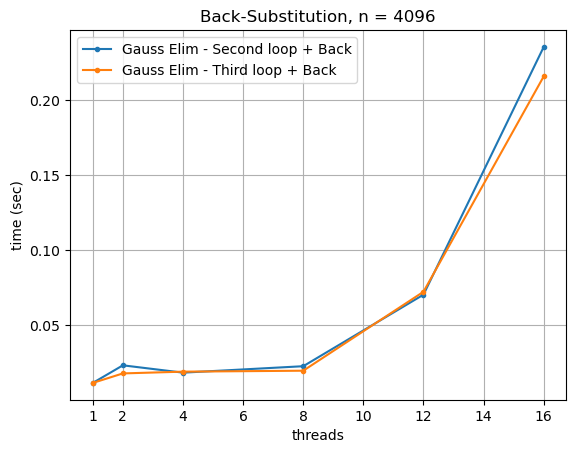 Back-Substitution, n = 4096
Gauss Elim - Second loop + Back
Gauss Elim - Third loop + Back
time (sec)
0.20
0.15
0.10
0.05
1 2 4 6 8 10 12 14 16
threads